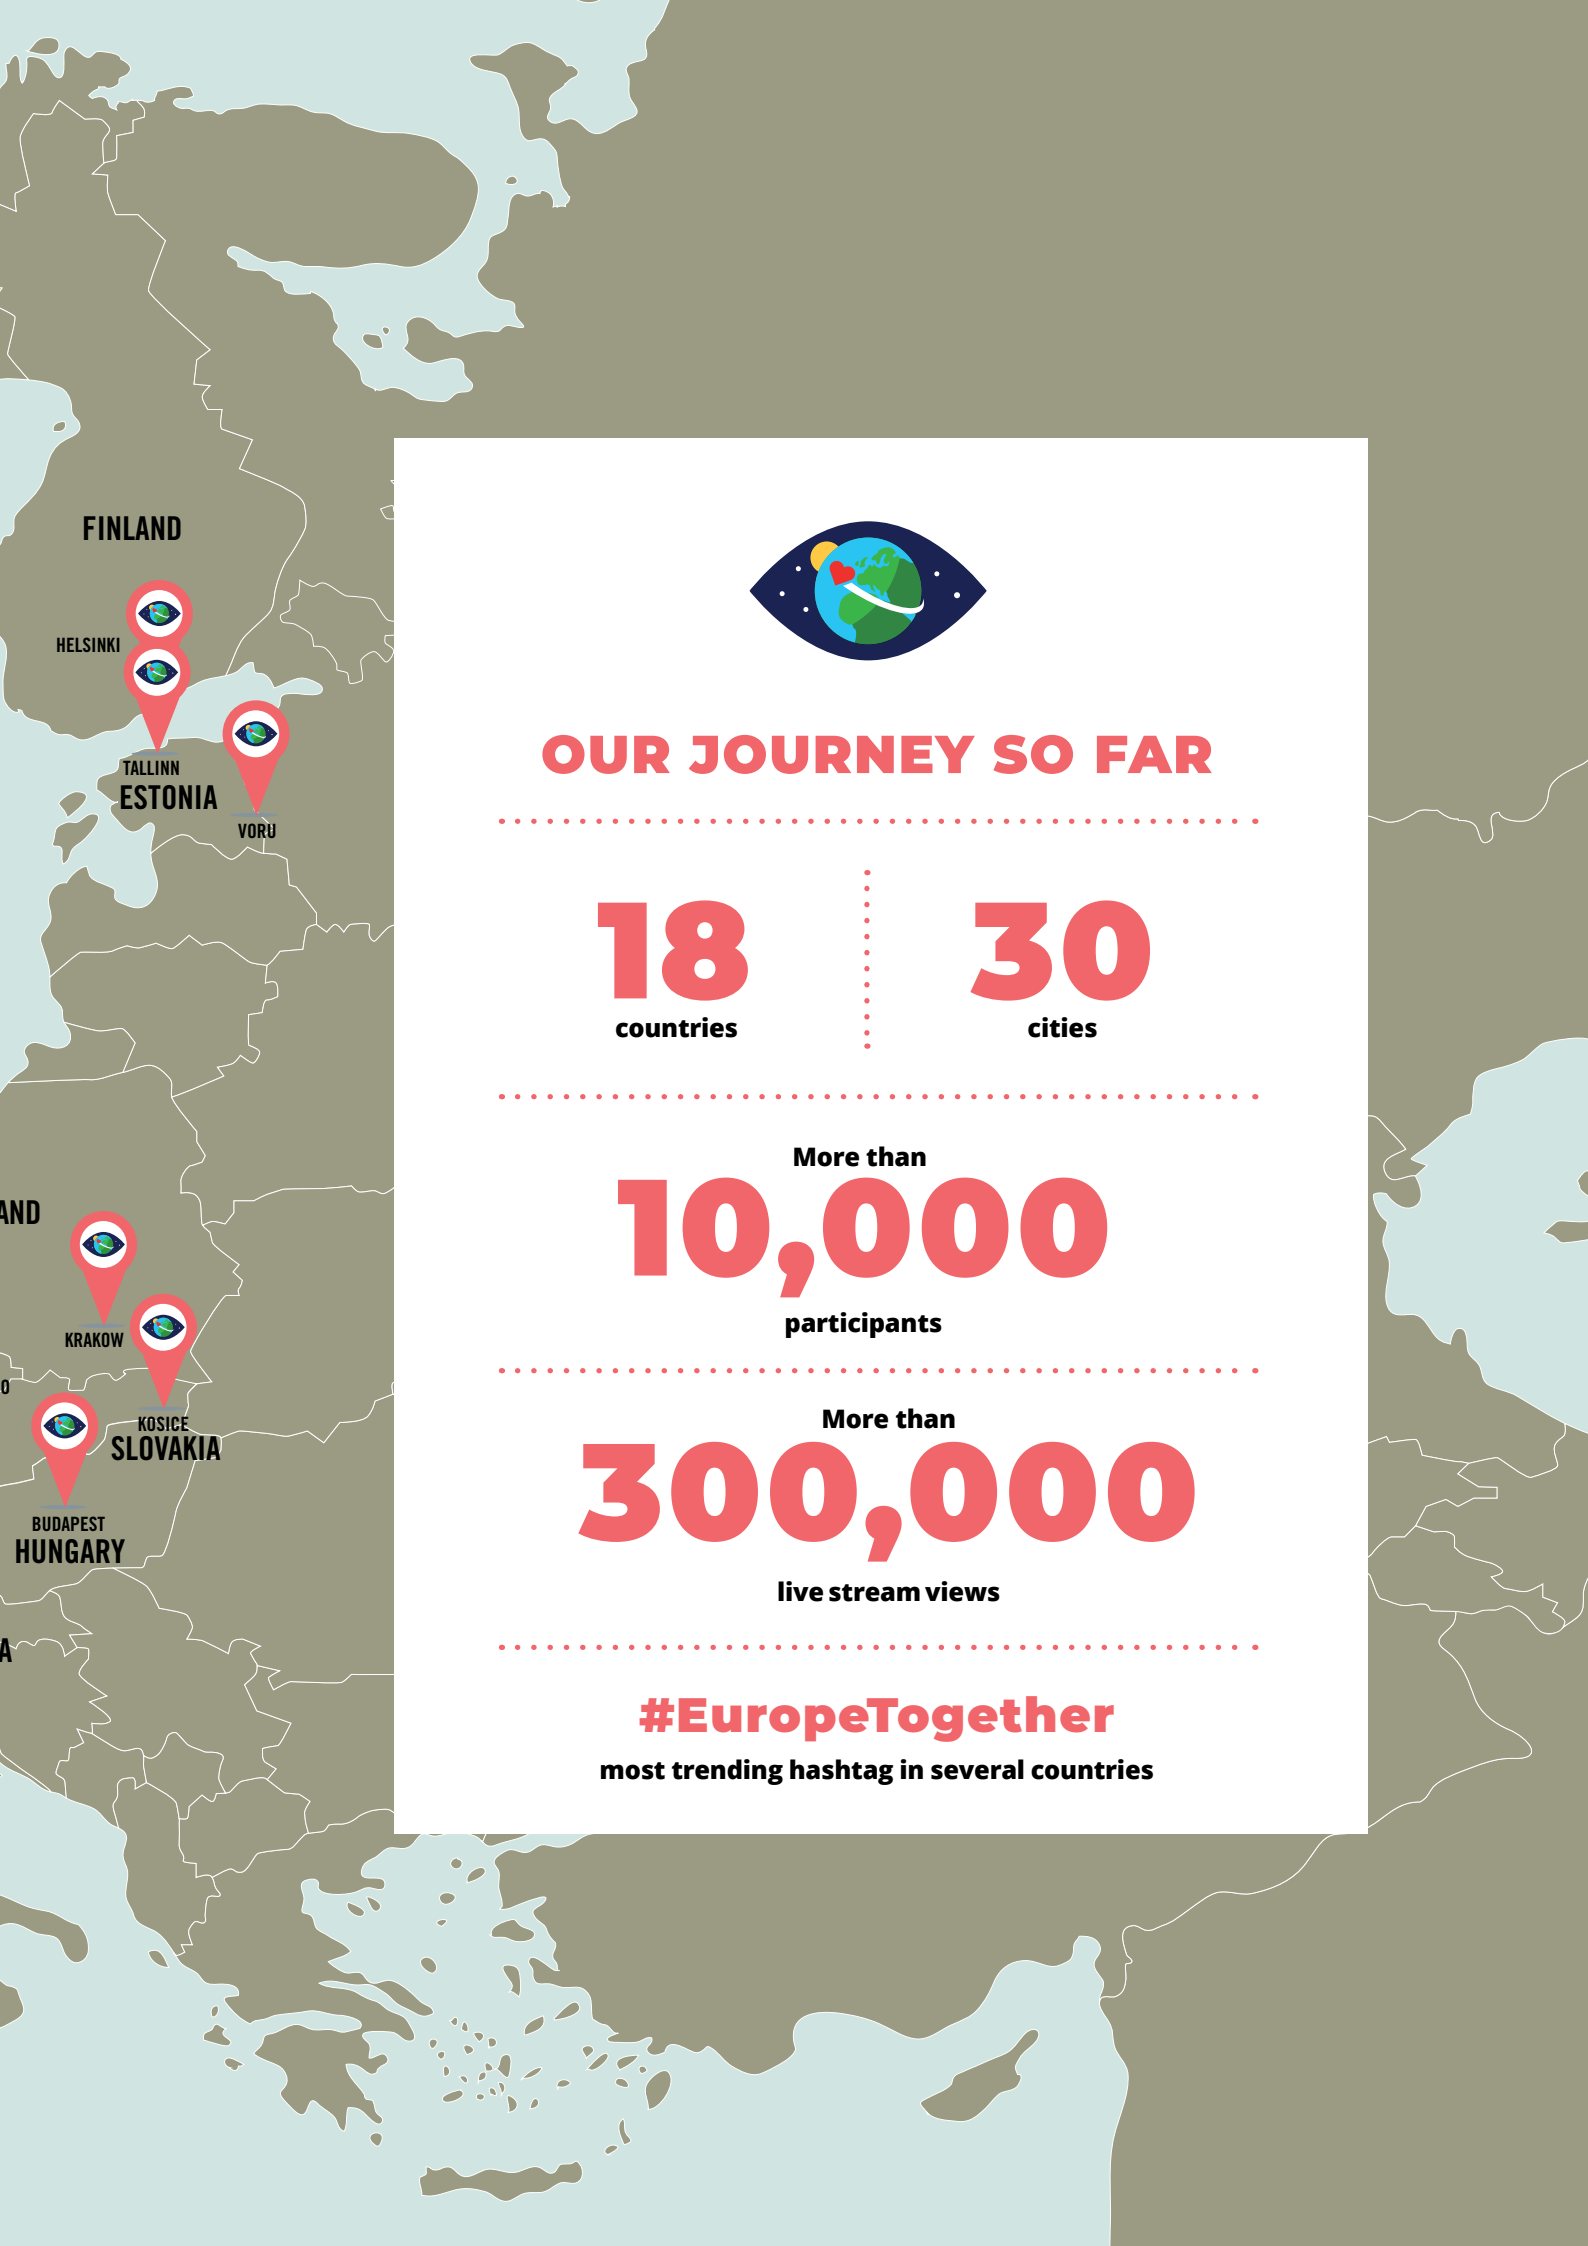 FINLAND
HELSINKI
TALLINN
ESTONIA
VORU
AND
KRAKOW
O
KOSICE
SLOVAKIA
BUDAPEST
HUNGARY
A
OUR JOURNEY SO FAR
18
countries
30
cities
More than
10,000
participants
More than
300,000
live stream views
#EuropeTogether
most trending hashtag in several countries